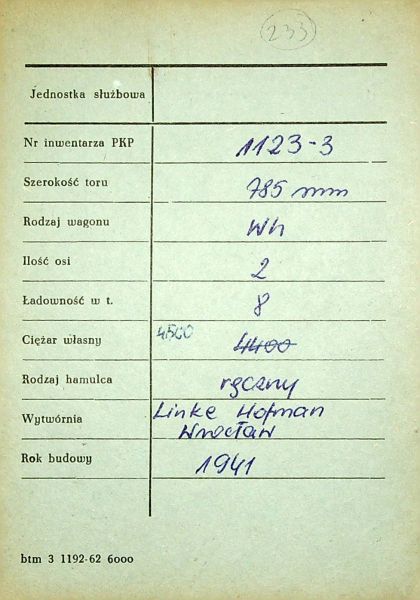 233
Jednostka służbowa
Nr inwentarza PKP 1123-3
Szerokość toru 785 mm
Rodzaj wagonu Wh
Ilość osi 2
Ładowność w t. 8
Ciężar własny 4500 4400
Rodzaj hamulca ręczny
Wytwórnia Linke Hofman
Wrocław
Rok budowy 1941
btm 3 1192-62 6000